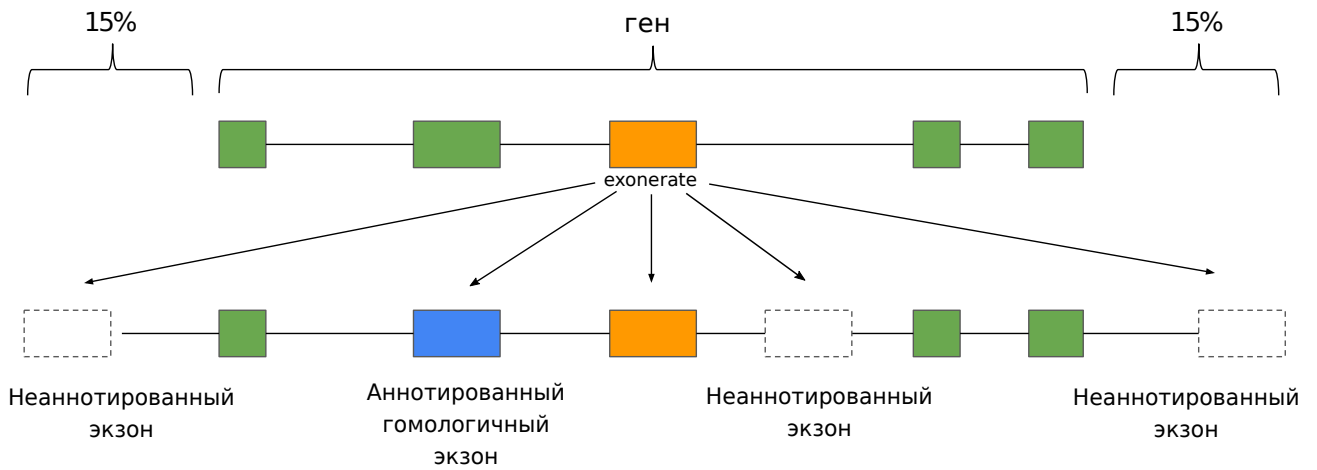 15%
ген
15%
exonerate
Неаннотированный
экзон
Аннотированный
гомологичный
экзон
Неаннотированный
экзон
Неаннотированный
экзон